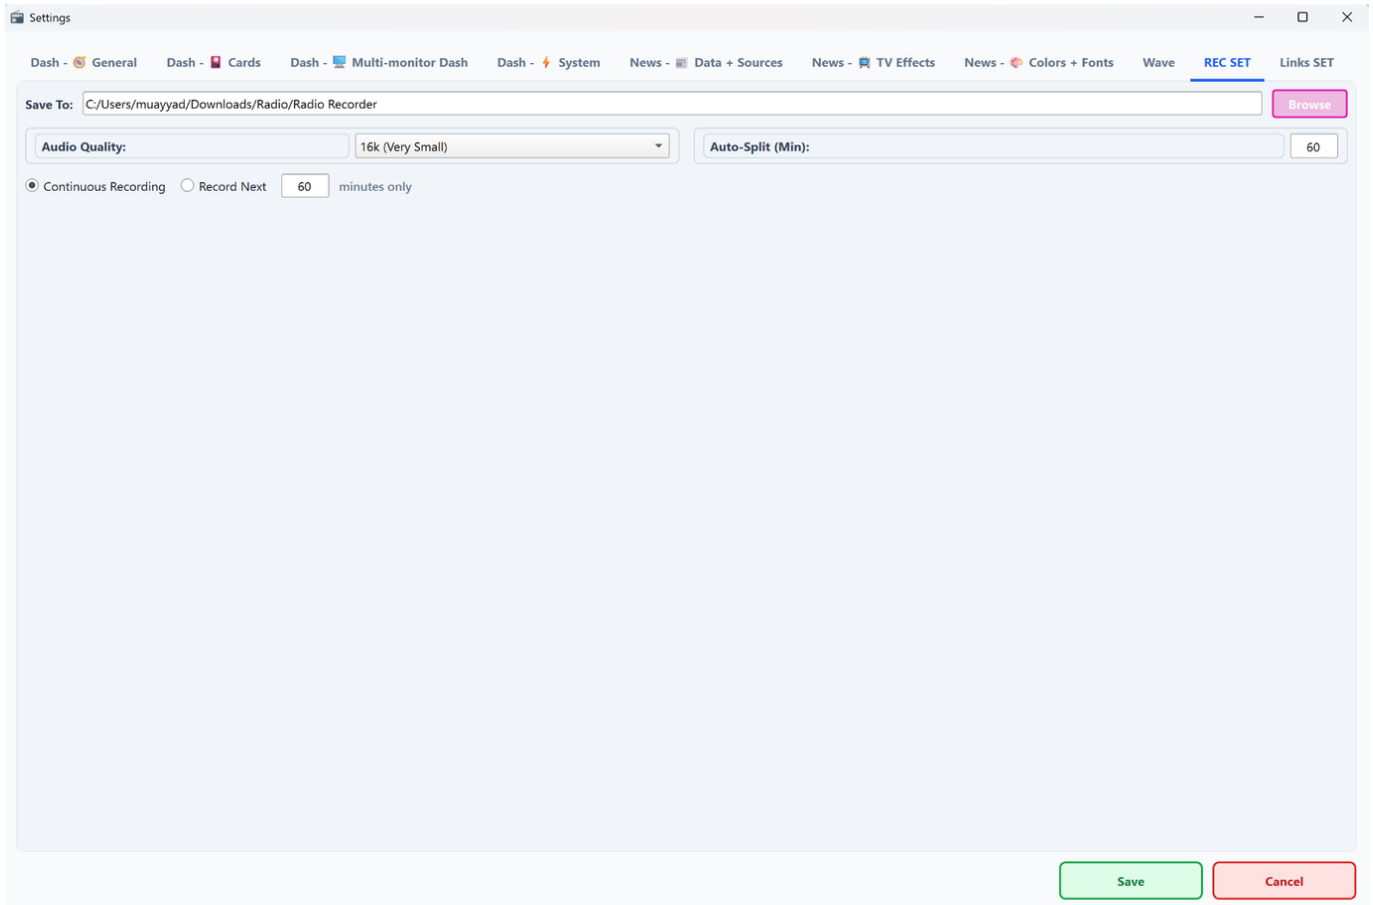 Settings
Dash - General Dash - Cards Dash - Multi-monitor Dash Dash - System News - Data + Sources News - TV Effects News - Colors + Fonts Wave REC SET Links SET
Save To: C:/Users/muayyad/Downloads/Radio/Radio Recorder Browse
Audio Quality: 16k (Very Small) Auto-Split (Min): 60
Continuous Recording Record Next 60 minutes only
Save Cancel